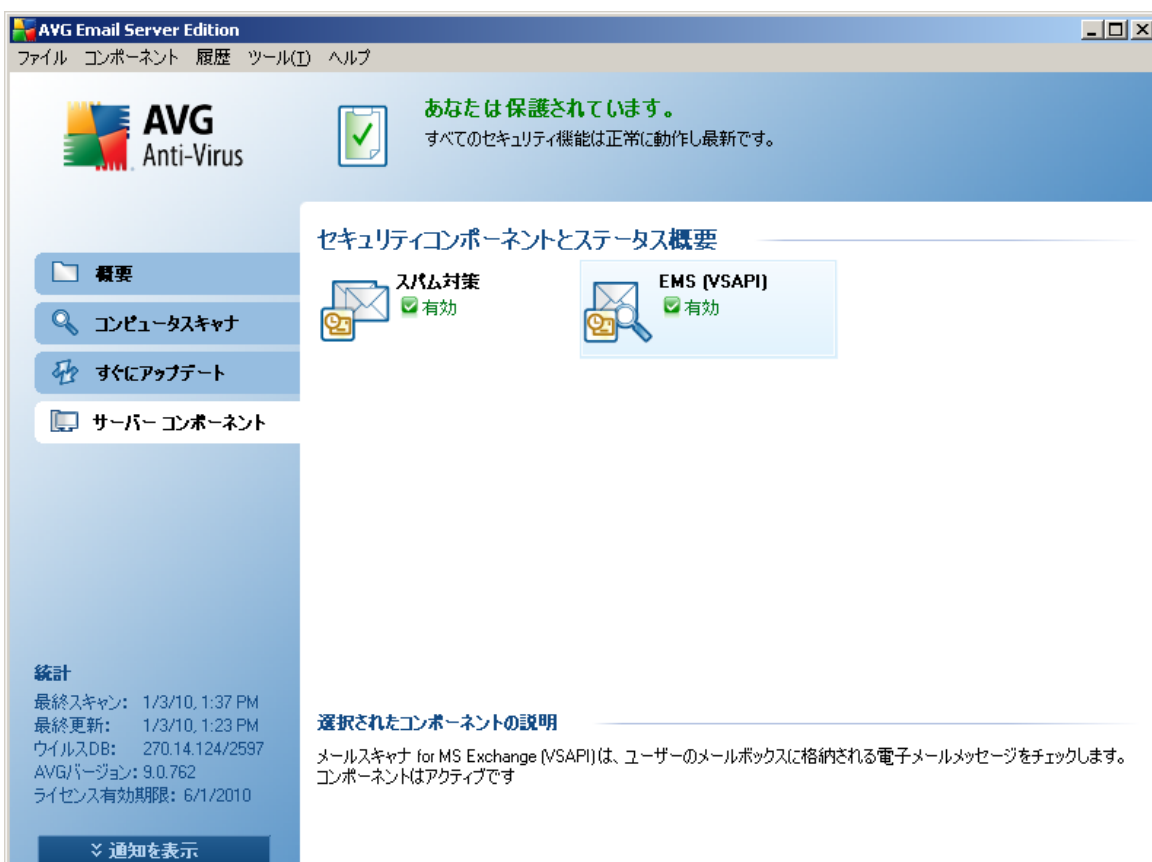 AVG Email Server Edition
ファイル コンポーネント 履歴 ツール(T) ヘルプ
AVG
Anti-Virus
あなたは保護されています。
すべてのセキュリティ機能は正常に動作し最新です。
概要
コンピュータスキャナ
すぐにアップデート
サーバー コンポーネント
セキュリティコンポーネントとステータス概要
スパム対策
有効
EMS (VSAPI)
有効
統計
最終スキャン: 1/3/10, 1:37 PM
最終更新: 1/3/10, 1:23 PM
ウイルスDB: 270.14.124/2597
AVGバージョン: 9.0.762
ライセンス有効期限: 6/1/2010
通知を表示
選択されたコンポーネントの説明
メールスキャナ for MS Exchange (VSAPI)は、ユーザーのメールボックスに格納される電子メールメッセージをチェックします。
コンポーネントはアクティブです